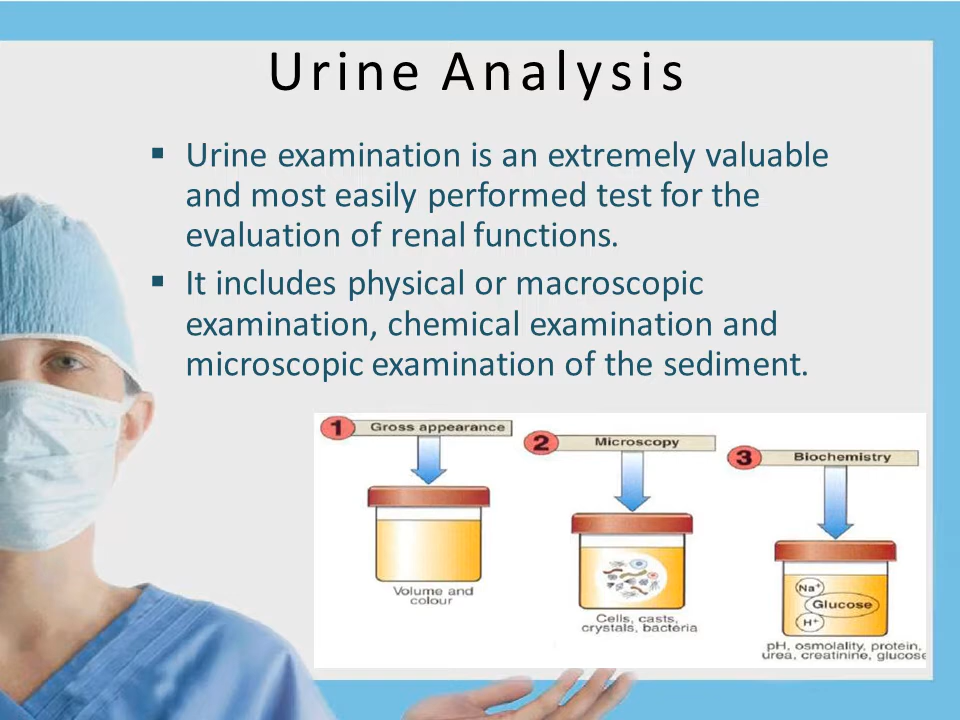 Urine Analysis
▪ Urine examination is an extremely valuable
and most easily performed test for the
evaluation of renal functions.
▪ It includes physical or macroscopic
examination, chemical examination and
microscopic examination of the sediment.
1 Gross appearance
Volume and
colour
2 Microscopy
Cells, casts,
crystals, bacteria
3 Biochemistry
Na⁺
Glucose
H⁺
pH, osmolality, protein,
urea, creatinine, glucose